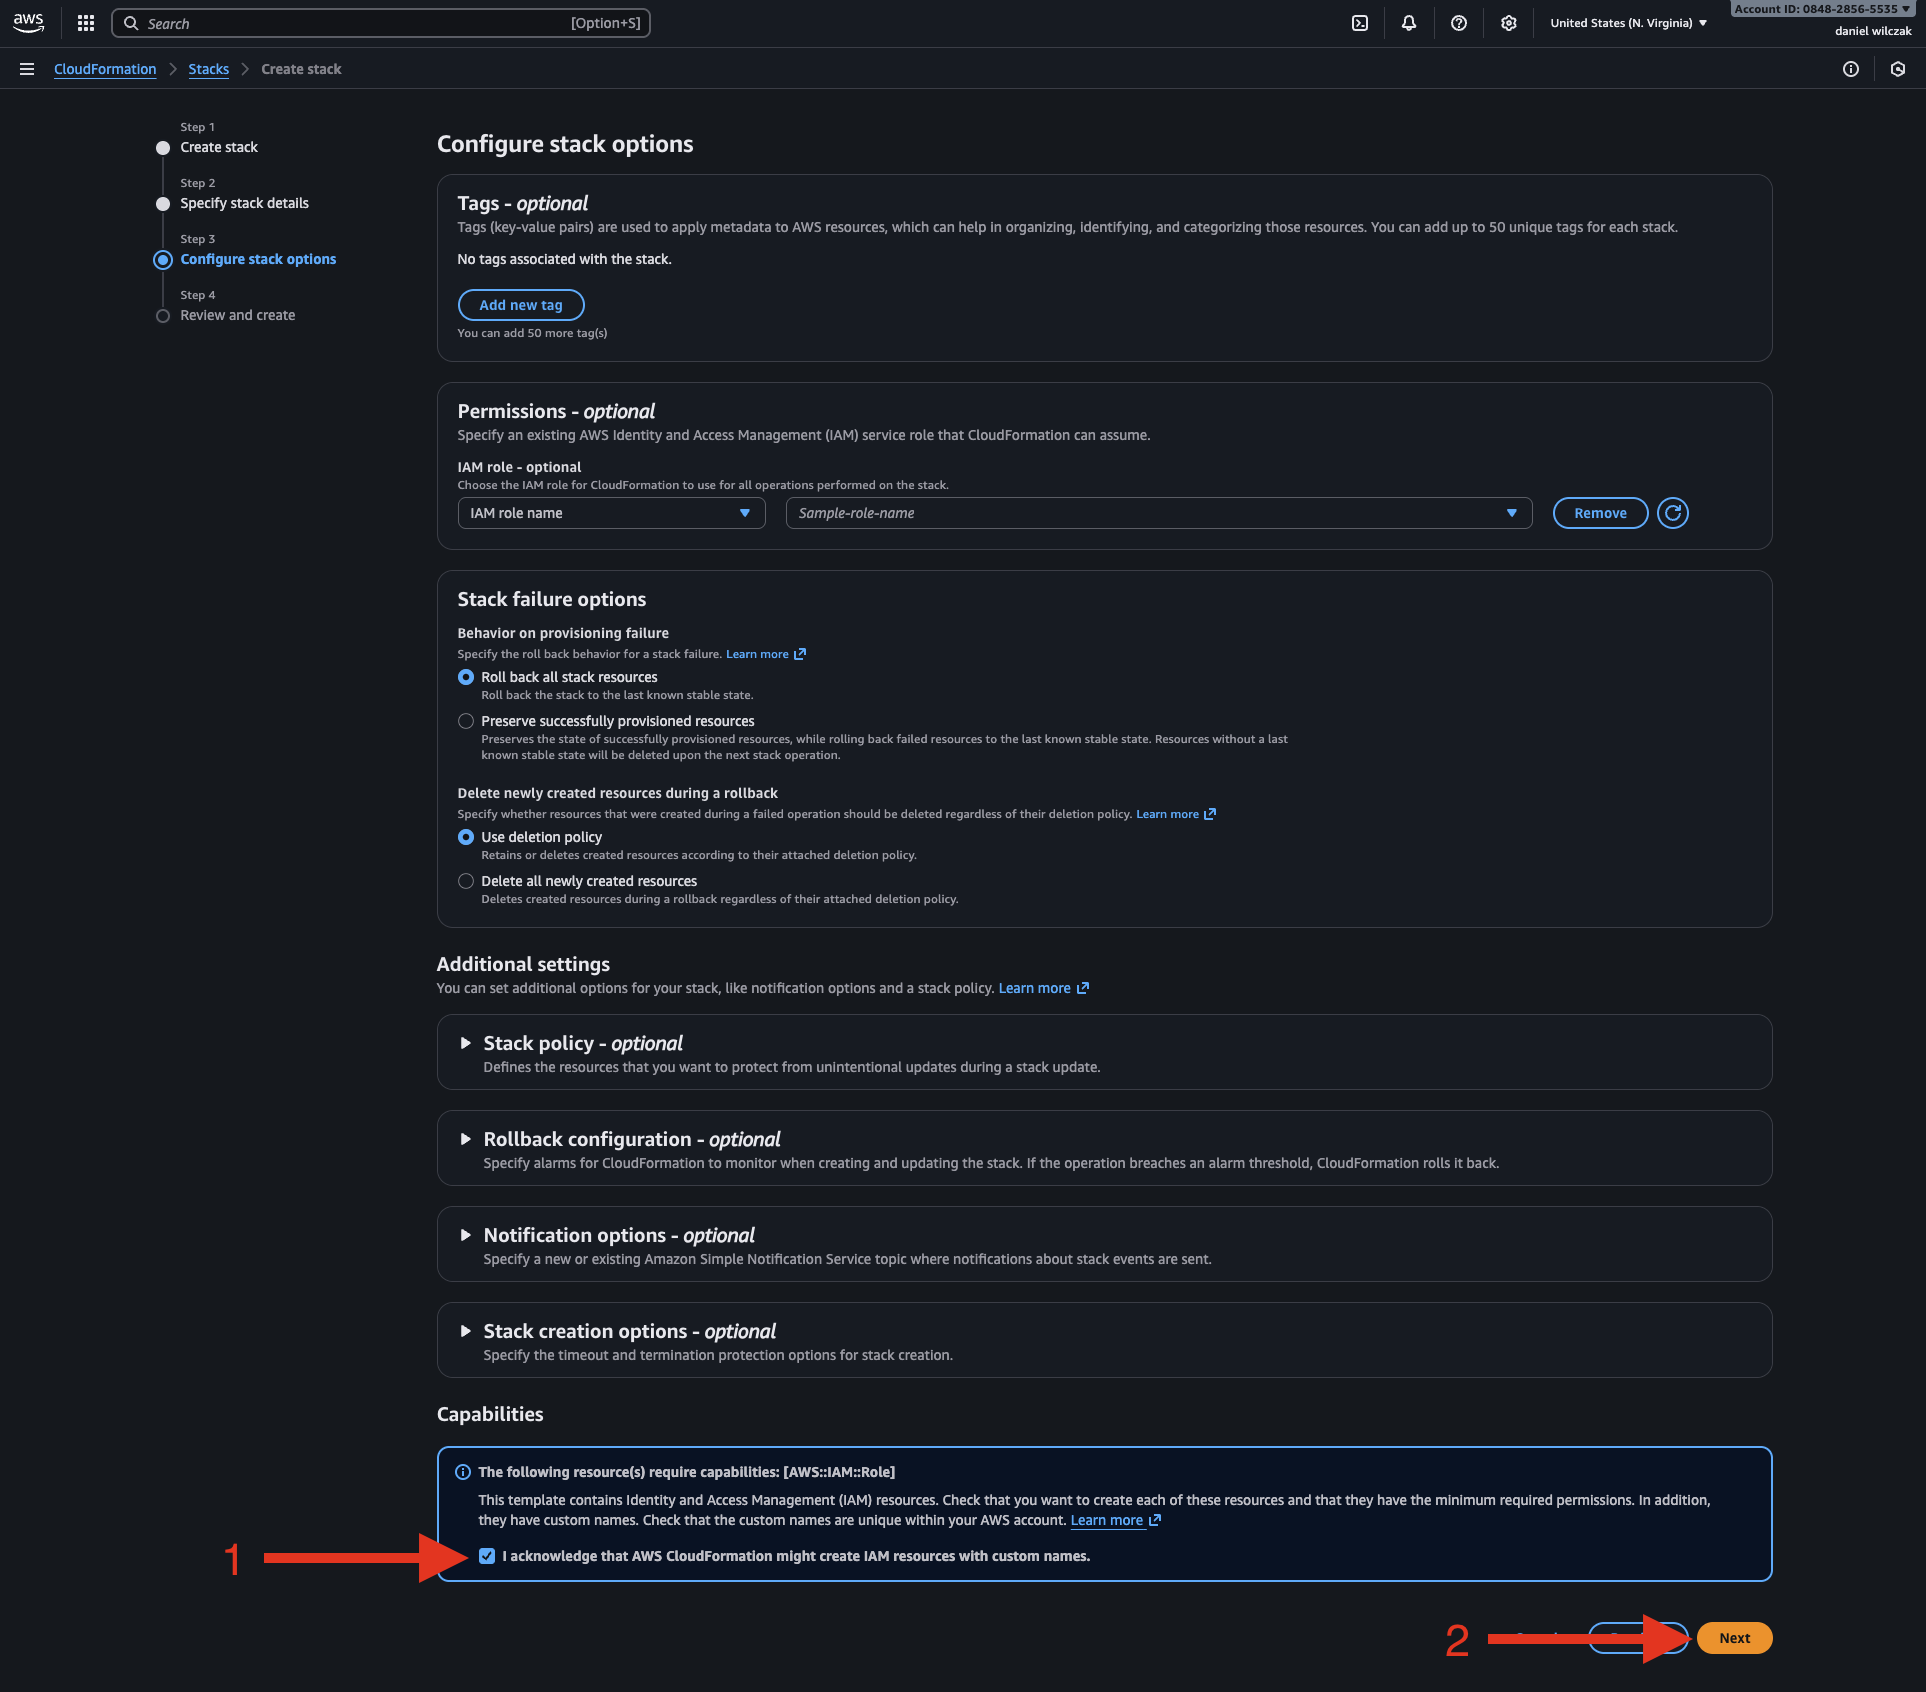 aws
Search [Option+S]
United States (N. Virginia)
Account ID: 0848-2856-5535
daniel wilczak
CloudFormation
Stacks
Create stack
Step 1
Create stack
Step 2
Specify stack details
Step 3
Configure stack options
Step 4
Review and create
Configure stack options
Tags - optional
Tags (key-value pairs) are used to apply metadata to AWS resources, which can help in organizing, identifying, and categorizing those resources. You can add up to 50 unique tags for each stack.
No tags associated with the stack.
Add new tag
You can add 50 more tag(s)
Permissions - optional
Specify an existing AWS Identity and Access Management (IAM) service role that CloudFormation can assume.
IAM role - optional
Choose the IAM role for CloudFormation to use for all operations performed on the stack.
IAM role name
Sample-role-name
Remove
Stack failure options
Behavior on provisioning failure
Specify the roll back behavior for a stack failure. Learn more
Roll back all stack resources
Roll back the stack to the last known stable state.
Preserve successfully provisioned resources
Preserves the state of successfully provisioned resources, while rolling back failed resources to the last known stable state. Resources without a last
known stable state will be deleted upon the next stack operation.
Delete newly created resources during a rollback
Specify whether resources that were created during a failed operation should be deleted regardless of their deletion policy. Learn more
Use deletion policy
Retains or deletes created resources according to their attached deletion policy.
Delete all newly created resources
Deletes created resources during a rollback regardless of their attached deletion policy.
Additional settings
You can set additional options for your stack, like notification options and a stack policy. Learn more
Stack policy - optional
Defines the resources that you want to protect from unintentional updates during a stack update.
Rollback configuration - optional
Specify alarms for CloudFormation to monitor when creating and updating the stack. If the operation breaches an alarm threshold, CloudFormation rolls it back.
Notification options - optional
Specify a new or existing Amazon Simple Notification Service topic where notifications about stack events are sent.
Stack creation options - optional
Specify the timeout and termination protection options for stack creation.
Capabilities
The following resource(s) require capabilities: [AWS::IAM::Role]
This template contains Identity and Access Management (IAM) resources. Check that you want to create each of these resources and that they have the minimum required permissions. In addition,
they have custom names. Check that the custom names are unique within your AWS account. Learn more
1
I acknowledge that AWS CloudFormation might create IAM resources with custom names.
2
Next